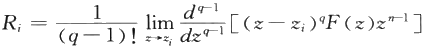 $R_i = \frac{1}{(q-1)!} \lim_{z \to z_i} \frac{d^{q-1}}{dz^{q-1}} [(z-z_i)^q F(z) z^{n-1}]$